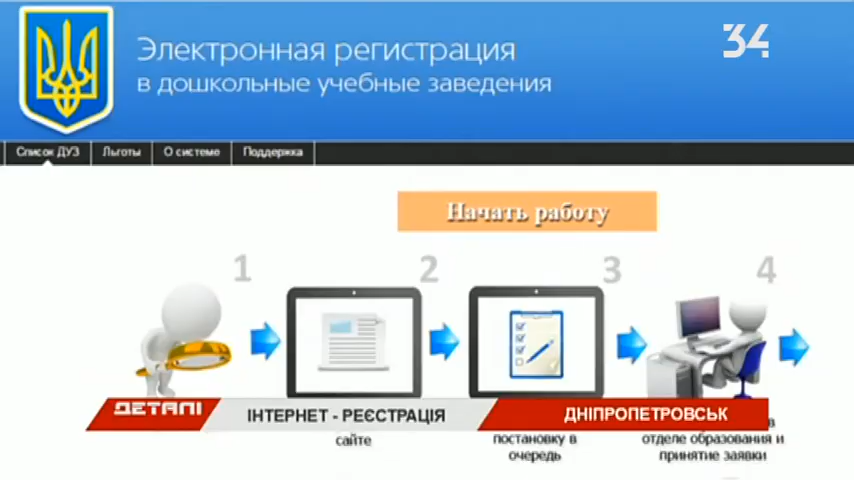 34
Электронная регистрация
в дошкольные учебные заведения
Список ДУЗ
Льготы
О системе
Поддержка
Начать работу
1
2
3
4
ДЕТАЛІ
ІНТЕРНЕТ - РЕЄСТРАЦІЯ
ДНІПРОПЕТРОВСЬК
сайте
постановку в
очередь
в
отделе образования и
принятие заявки